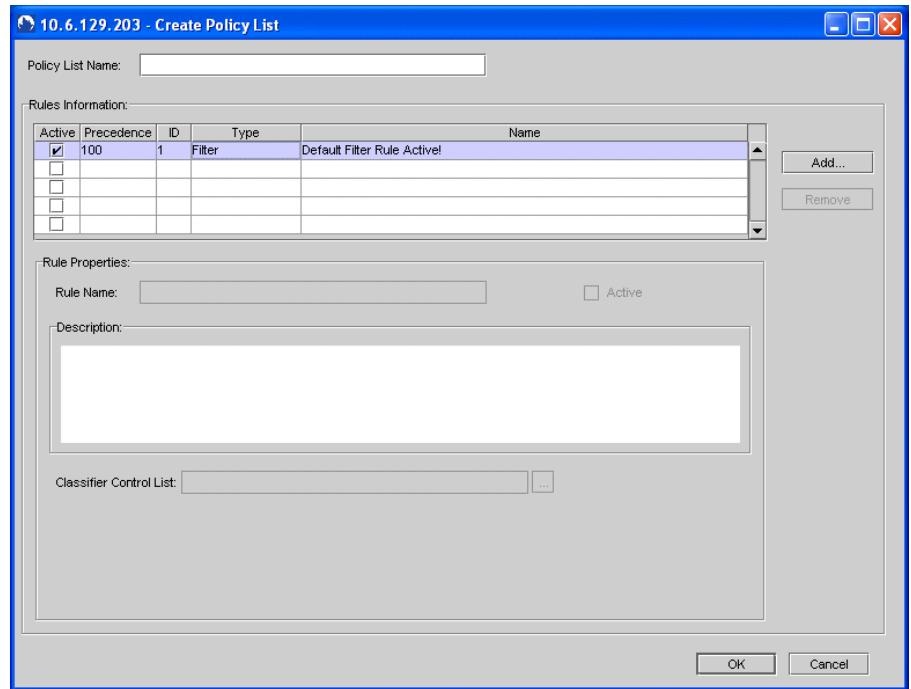 10.6.129.203 - Create Policy List
Policy List Name:
Rules Information:
Active Precedence ID Type Name
100 1 Filter Default Filter Rule Active!
Add...
Remove
Rule Properties:
Rule Name: Active
Description:
Classifier Control List: ...
OK Cancel